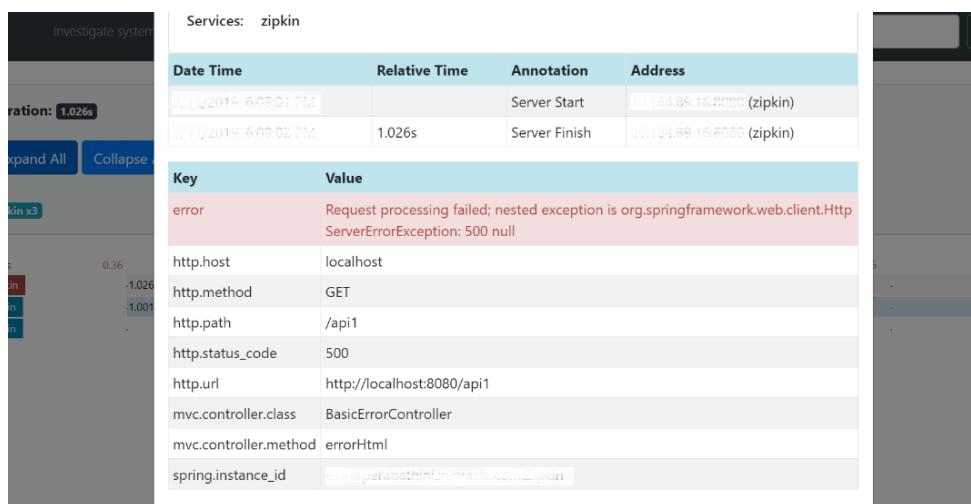 Services: zipkin
Investigate system
Date Time Relative Time Annotation Address
Server Start (zipkin)
1.026s Server Finish (zipkin)
ration: 1.026s
xpand All Collapse
kin x3
Key Value
error Request processing failed; nested exception is org.springframework.web.client.Http
ServerErrorException: 500 null
http.host localhost
0.36
-1.026
http.method GET
-1.001
http.path /api1
http.status_code 500
http.url http://localhost:8080/api1
mvc.controller.class BasicErrorController
mvc.controller.method errorHtml
spring.instance_id